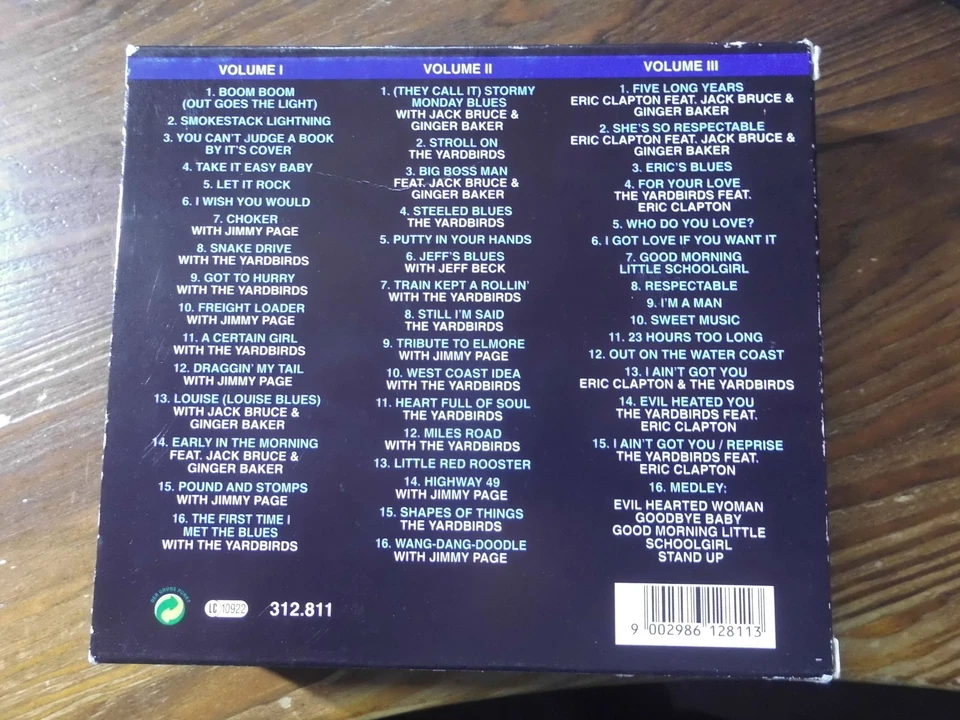 VOLUME I
1. BOOM BOOM
(OUT GOES THE LIGHT)
2. SMOKESTACK LIGHTNING
3. YOU CAN'T JUDGE A BOOK
BY IT'S COVER
4. TAKE IT EASY BABY
5. LET IT ROCK
6. I WISH YOU WOULD
7. CHOKER
WITH JIMMY PAGE
8. SNAKE DRIVE
WITH THE YARDBIRDS
9. GOT TO HURRY
WITH THE YARDBIRDS
10. FREIGHT LOADER
WITH JIMMY PAGE
11. A CERTAIN GIRL
WITH THE YARDBIRDS
12. DRAGGIN' MY TAIL
WITH JIMMY PAGE
13. LOUISE (LOUISE BLUES)
WITH JACK BRUCE &
GINGER BAKER
14. EARLY IN THE MORNING
FEAT. JACK BRUCE &
GINGER BAKER
15. POUND AND STOMPS
WITH JIMMY PAGE
16. THE FIRST TIME I
MET THE BLUES
WITH THE YARDBIRDS
VOLUME II
1. (THEY CALL IT) STORMY
MONDAY BLUES
WITH JACK BRUCE &
GINGER BAKER
2. STROLL ON
THE YARDBIRDS
3. BIG BOSS MAN
FEAT. JACK BRUCE &
GINGER BAKER
4. STEELED BLUES
THE YARDBIRDS
5. PUTTY IN YOUR HANDS
6. JEFF'S BLUES
WITH JEFF BECK
7. TRAIN KEPT A ROLLIN'
WITH THE YARDBIRDS
8. STILL I'M SAID
THE YARDBIRDS
9. TRIBUTE TO ELMORE
WITH JIMMY PAGE
10. WEST COAST IDEA
WITH THE YARDBIRDS
11. HEART FULL OF SOUL
THE YARDBIRDS
12. MILES ROAD
WITH THE YARDBIRDS
13. LITTLE RED ROOSTER
14. HIGHWAY 49
WITH JIMMY PAGE
15. SHAPES OF THINGS
THE YARDBIRDS
16. WANG-DANG-DOODLE
WITH JIMMY PAGE
VOLUME III
1. FIVE LONG YEARS
ERIC CLAPTON FEAT. JACK BRUCE &
GINGER BAKER
2. SHE'S SO RESPECTABLE
ERIC CLAPTON FEAT. JACK BRUCE &
GINGER BAKER
3. ERIC'S BLUES
4. FOR YOUR LOVE
THE YARDBIRDS FEAT.
ERIC CLAPTON
5. WHO DO YOU LOVE?
6. I GOT LOVE IF YOU WANT IT
7. GOOD MORNING
LITTLE SCHOOLGIRL
8. RESPECTABLE
9. I'M A MAN
10. SWEET MUSIC
11. 23 HOURS TOO LONG
12. OUT ON THE WATER COAST
13. I AIN'T GOT YOU
ERIC CLAPTON & THE YARDBIRDS
14. EVIL HEATED YOU
THE YARDBIRDS FEAT.
ERIC CLAPTON
15. I AIN'T GOT YOU / REPRISE
THE YARDBIRDS FEAT.
ERIC CLAPTON
16. MEDLEY:
EVIL HEARTED WOMAN
GOODBYE BABY
GOOD MORNING LITTLE
SCHOOLGIRL
STAND UP
DER GRÜNE PUNKT
LC 10922
312.811
9 002986 128113